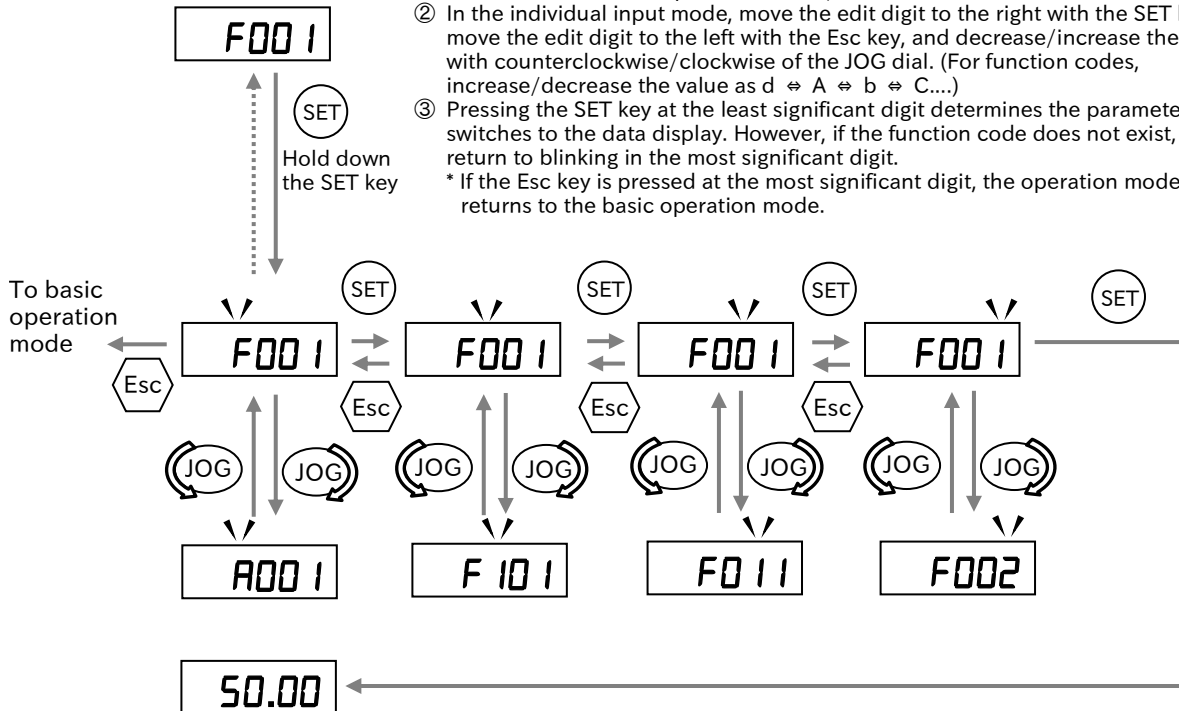 F001
② In the individual input mode, move the edit digit to the right with the SET
move the edit digit to the left with the Esc key, and decrease/increase the
with counterclockwise/clockwise of the JOG dial. (For function codes,
increase/decrease the value as d ⇔ A ⇔ b ⇔ C....)
③ Pressing the SET key at the least significant digit determines the paramete
switches to the data display. However, if the function code does not exist,
return to blinking in the most significant digit.
* If the Esc key is pressed at the most significant digit, the operation mode
returns to the basic operation mode.
SET
Hold down
the SET key
To basic
operation
mode
SET
SET
SET
SET
F001
F001
F001
F001
Esc
Esc
Esc
Esc
JOG
JOG
JOG
JOG
JOG
JOG
JOG
JOG
A001
F101
F011
F002
50.00